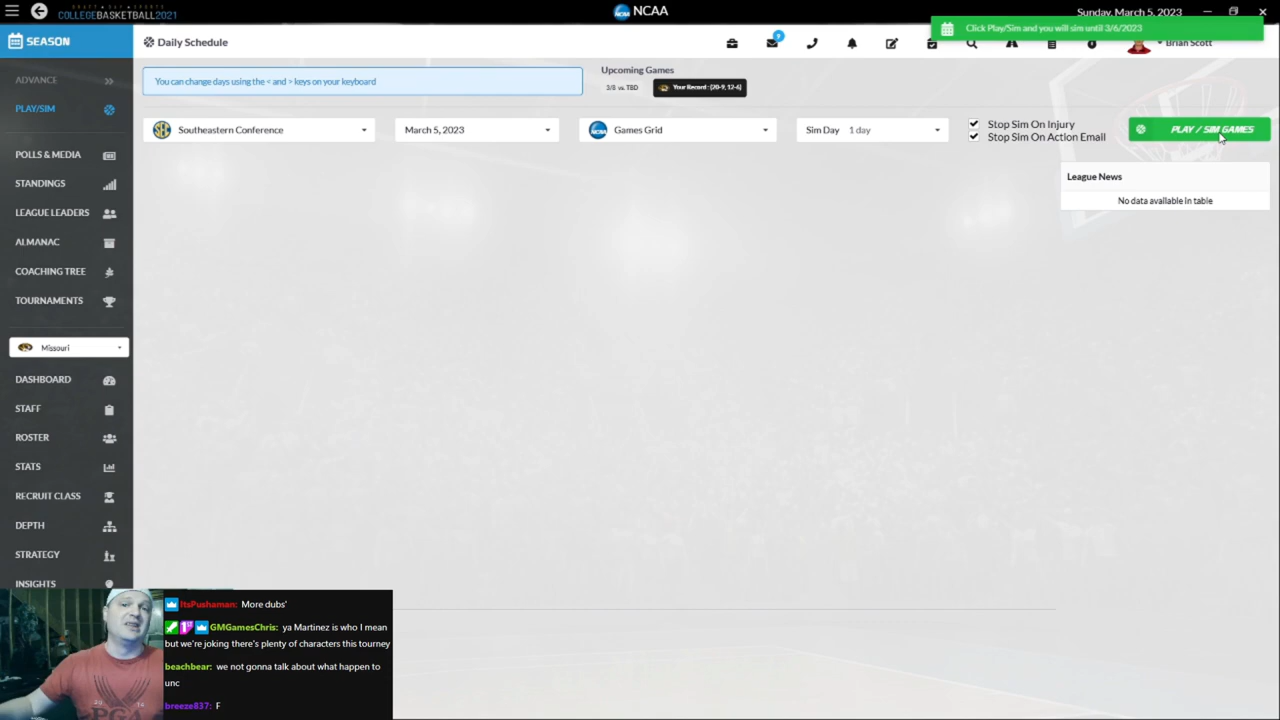 DRAFT DAY SPORTS
COLLEGEBASKETBALL2021
NCAA
Sunday, March 5, 2023
SEASON
Daily Schedule
Click Play/Sim and you will sim until 3/6/2023
Brian Scott
ADVANCE
You can change days using the < and > keys on your keyboard
Upcoming Games
3/8 vs. TBD
Your Record : (20-9, 12-6)
PLAY/SIM
Southeastern Conference
March 5, 2023
Games Grid
Sim Day 1 day
Stop Sim On Injury
Stop Sim On Action Email
PLAY / SIM GAMES
League News
No data available in table
POLLS & MEDIA
STANDINGS
LEAGUE LEADERS
ALMANAC
COACHING TREE
TOURNAMENTS
Missouri
DASHBOARD
STAFF
ROSTER
STATS
RECRUIT CLASS
DEPTH
STRATEGY
INSIGHTS
ItsPushaman: More dubs'
GMGamesChris: ya Martinez is who I mean
but we're joking there's plenty of characters this tourney
beachbear: we not gonna talk about what happen to
unc
breeze837: F